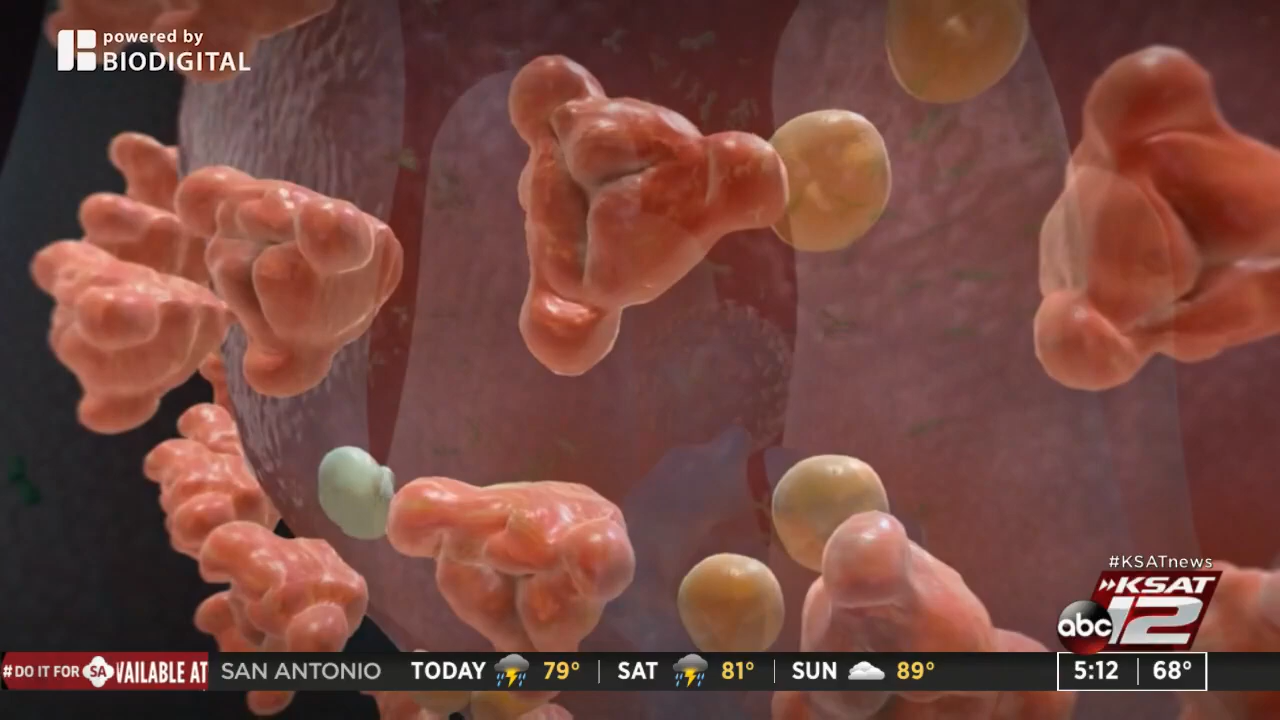 powered by
BIODIGITAL
#KSATnews
KSAT
abc 12
#DO IT FOR SA VAILABLE AT SAN ANTONIO TODAY 79° SAT 81° SUN 89° 5:12 68°